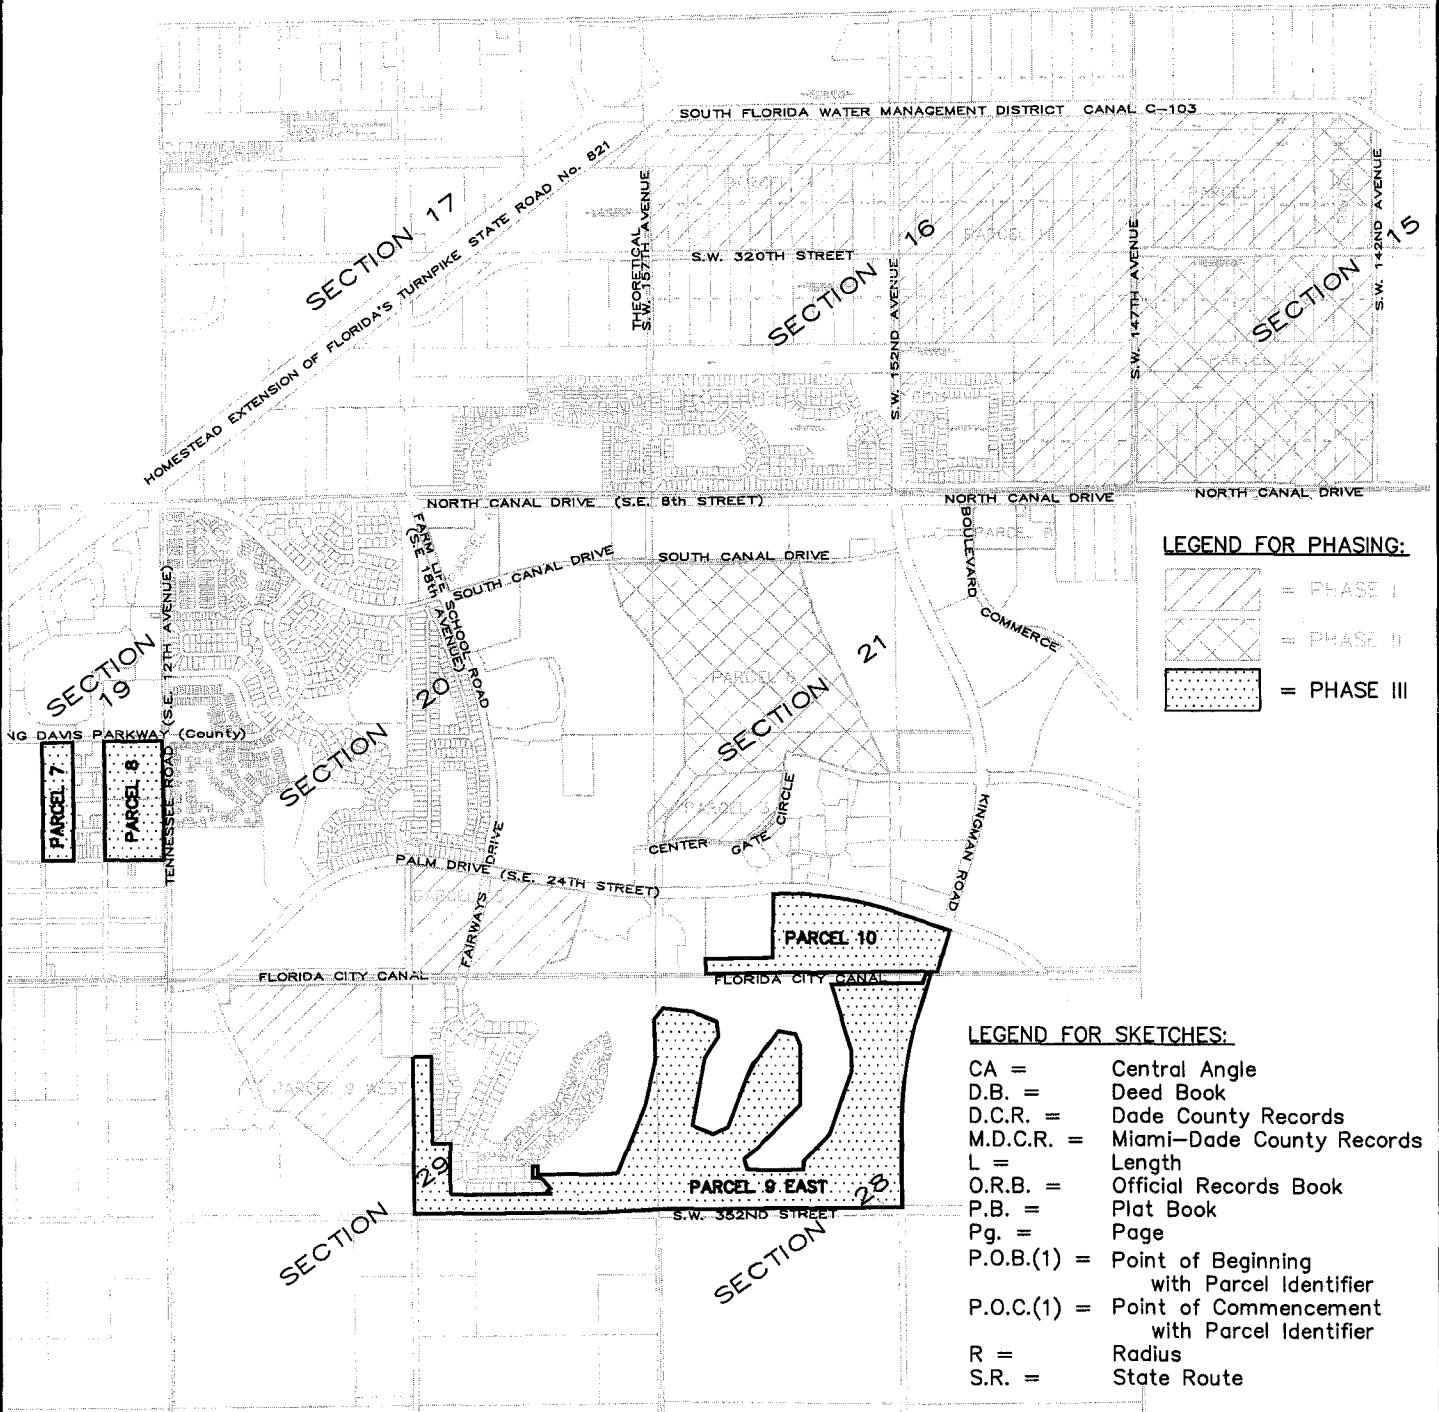 SOUTH FLORIDA WATER MANAGEMENT DISTRICT CANAL C-103
HOMESTEAD EXTENSION OF FLORIDA'S TURNPIKE STATE ROAD No. 821
SECTION 17
THEORETICAL
S.W. 157TH AVENUE
S.W. 320TH STREET
SECTION 16
S.W. 152ND AVENUE
S.W. 147TH AVENUE
S.W. 142ND AVENUE
SECTION 15
NORTH CANAL DRIVE (S.E. 8th STREET)
NORTH CANAL DRIVE
NORTH CANAL DRIVE
FARM LIFE SCHOOL ROAD
(S.E. 18th AVENUE)
SOUTH CANAL DRIVE
SOUTH CANAL DRIVE
BOULEVARD
COMMERCE
LEGEND FOR PHASING:
= PHASE I
= PHASE II
= PHASE III
SECTION
19
TENNESSEE ROAD (S.E. 12TH AVENUE)
NG DAVIS PARKWAY (County)
PARCEL 7
PARCEL 8
SECTION 20
SECTION 21
CENTER GATE CIRCLE
KINGMAN ROAD
PALM DRIVE (S.E. 24TH STREET)
FAIRWAYS DRIVE
PARCEL 10
FLORIDA CITY CANAL
FLORIDA CITY CANAL
PARCEL 9 WEST
PARCEL 9 EAST
S.W. 352ND STREET
SECTION 29
SECTION 28
LEGEND FOR SKETCHES:
CA = Central Angle
D.B. = Deed Book
D.C.R. = Dade County Records
M.D.C.R. = Miami-Dade County Records
L = Length
O.R.B. = Official Records Book
P.B. = Plat Book
Pg. = Page
P.O.B.(1) = Point of Beginning
with Parcel Identifier
P.O.C.(1) = Point of Commencement
with Parcel Identifier
R = Radius
S.R. = State Route